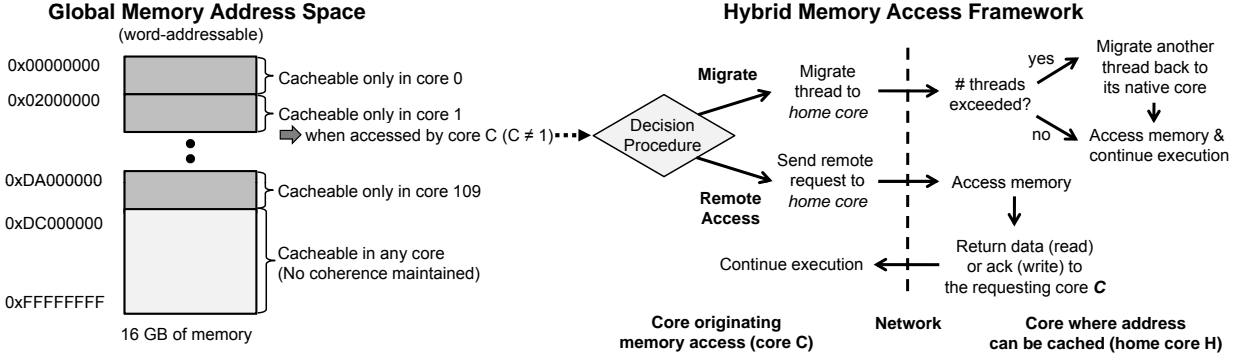 Global Memory Address Space
(word-addressable)
0x00000000
Cacheable only in core 0
0x02000000
Cacheable only in core 1
when accessed by core C (C ≠ 1)
0xDA000000
Cacheable only in core 109
0xDC000000
Cacheable in any core
(No coherence maintained)
0xFFFFFFFF
16 GB of memory
Hybrid Memory Access Framework
Decision
Procedure
Migrate
Migrate
thread to
home core
# threads
exceeded?
yes
Migrate another
thread back to
its native core
no
Access memory &
continue execution
Remote
Access
Send remote
request to
home core
Access memory
Return data (read)
or ack (write) to
the requesting core C
Continue execution
Core originating
memory access (core C)
Network
Core where address
can be cached (home core H)